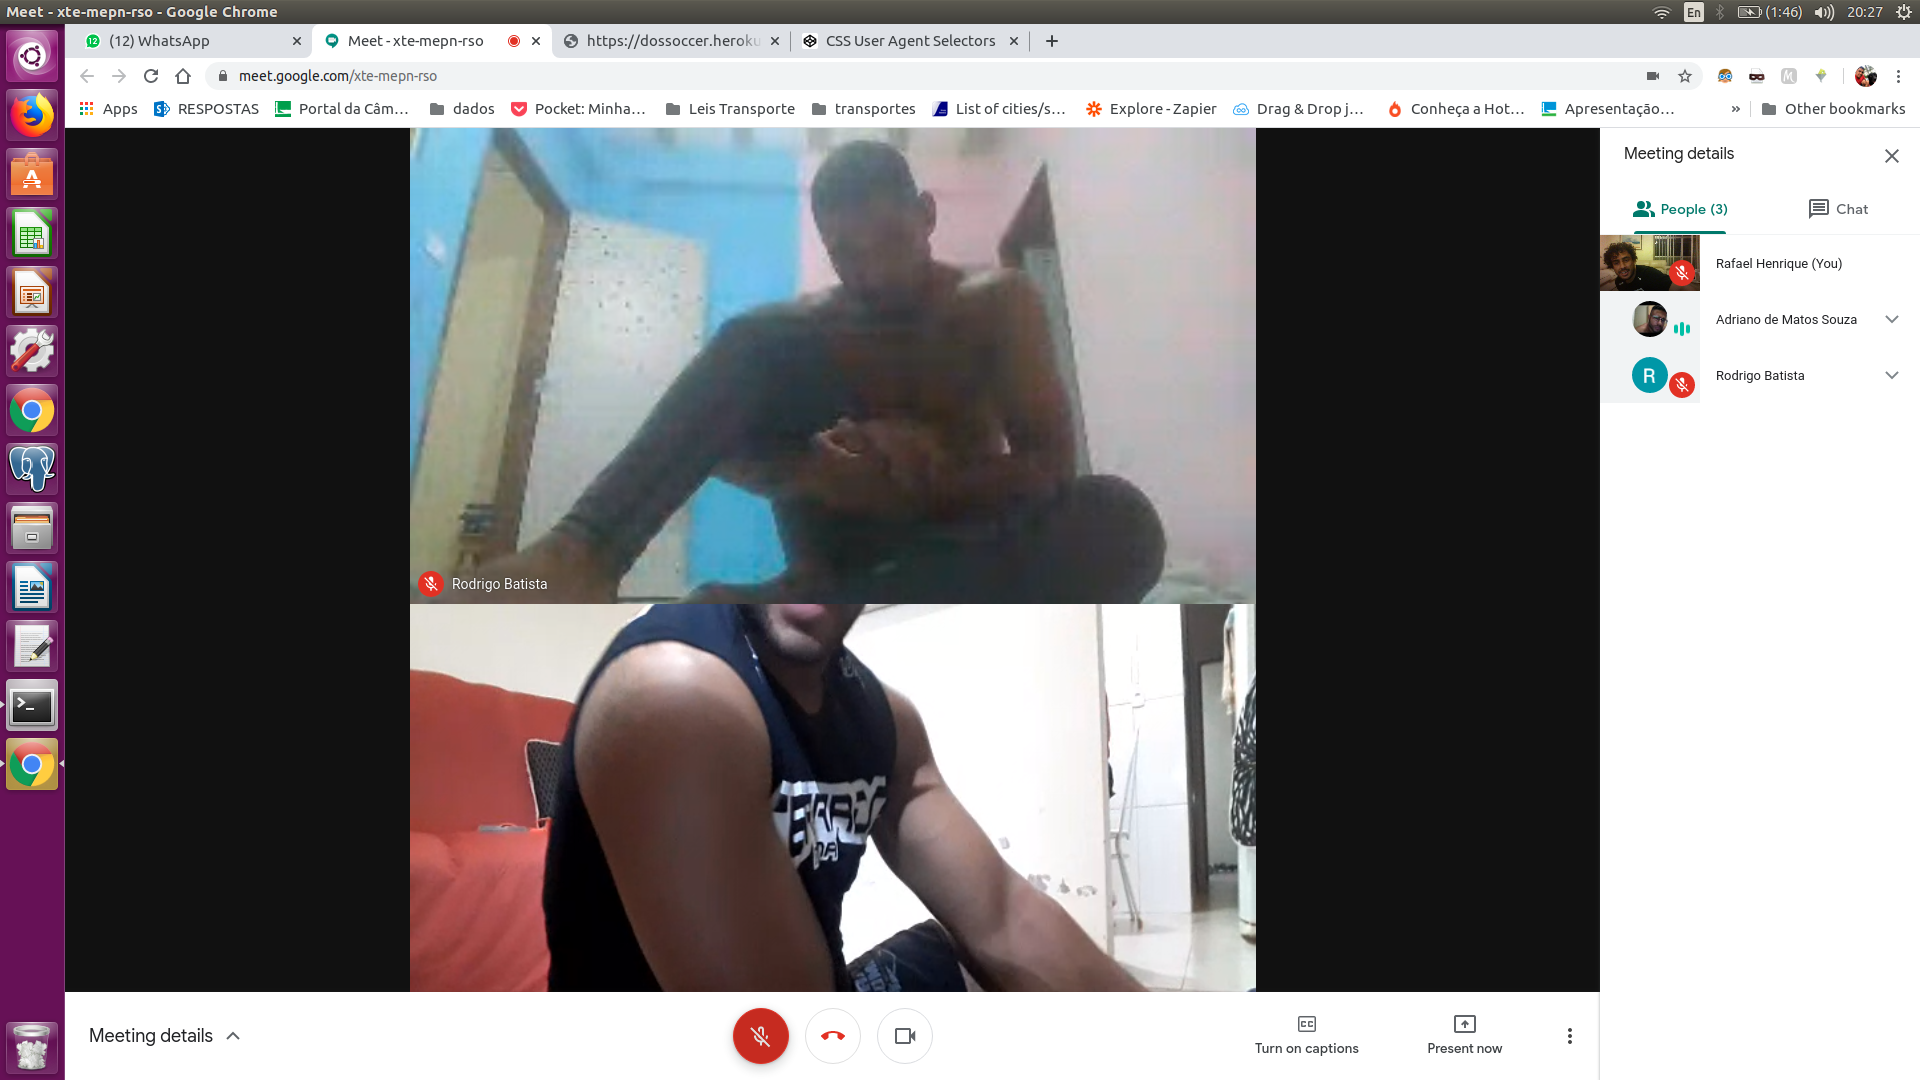 Meet - xte-mepn-rso - Google Chrome
En
(1:46)
20:27
12
(12) WhatsApp
Meet - xte-mepn-rso
https://dossoccer.heroku
CSS User Agent Selectors
meet.google.com/xte-mepn-rso
Apps
RESPOSTAS
Portal da Câm…
dados
Pocket: Minha…
Leis Transporte
transportes
List of cities/s…
Explore - Zapier
Drag & Drop j…
Conheça a Hot…
Apresentação…
»
Other bookmarks
Meeting details
People (3)
Chat
Rafael Henrique (You)
Adriano de Matos Souza
R
Rodrigo Batista
Rodrigo Batista
Meeting details
CC
Turn on captions
Present now